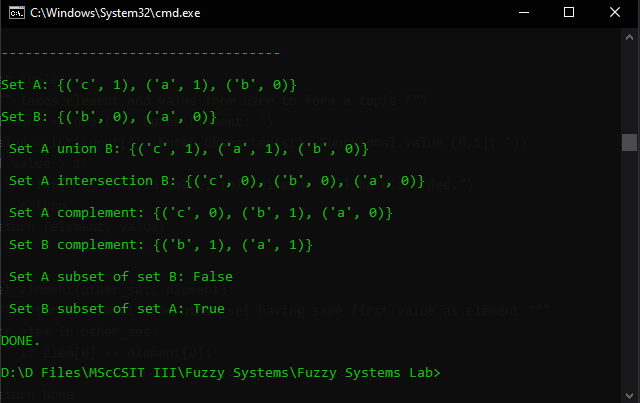 C:\Windows\System32\cmd.exe
-----------------------------------
Set A: {('c', 1), ('a', 1), ('b', 0)}
Set B: {('b', 0), ('a', 0)}
Set A union B: {('c', 1), ('a', 1), ('b', 0)}
Set A intersection B: {('c', 0), ('b', 0), ('a', 0)}
Set A complement: {('c', 0), ('b', 1), ('a', 0)}
Set B complement: {('b', 1), ('a', 1)}
Set A subset of set B: False
Set B subset of set A: True
DONE.
D:\D Files\MScCSIT III\Fuzzy Systems\Fuzzy Systems Lab>